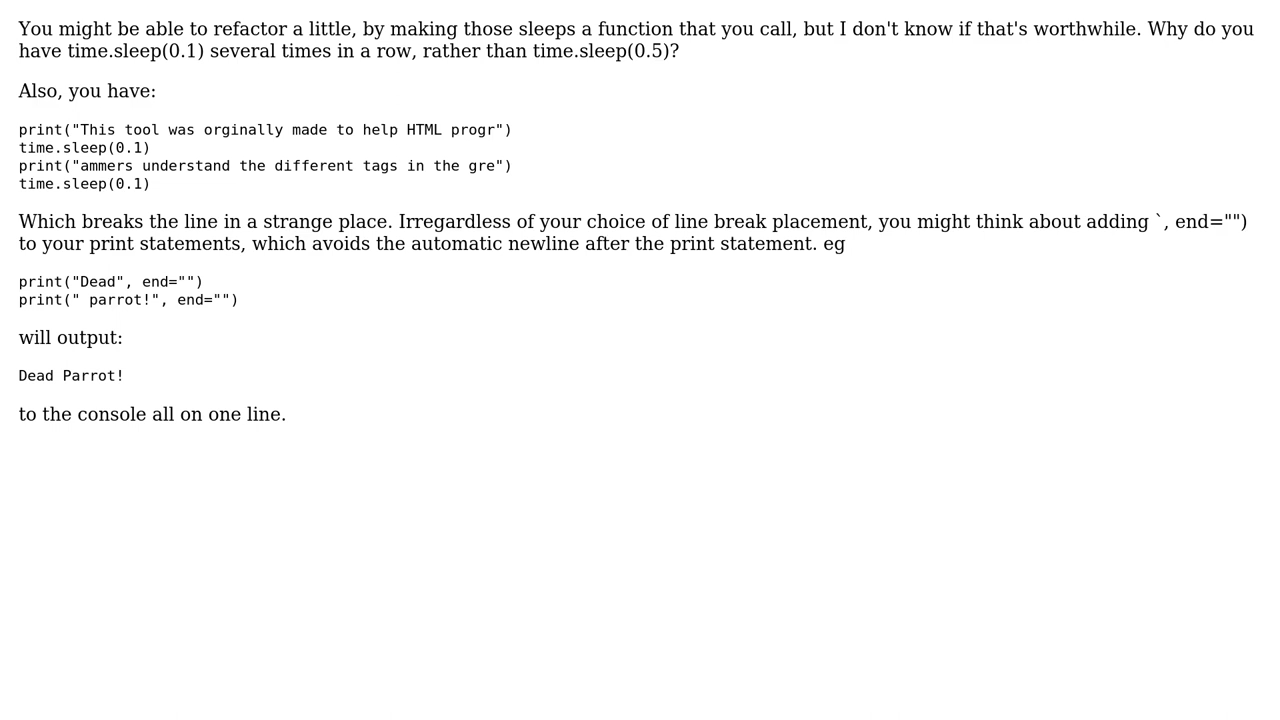 You might be able to refactor a little, by making those sleeps a function that you call, but I don't know if that's worthwhile. Why do you
have time.sleep(0.1) several times in a row, rather than time.sleep(0.5)?
Also, you have:
print("This tool was orginally made to help HTML progr")
time.sleep(0.1)
print("ammers understand the different tags in the gre")
time.sleep(0.1)
Which breaks the line in a strange place. Irregardless of your choice of line break placement, you might think about adding `, end="")
to your print statements, which avoids the automatic newline after the print statement. eg
print("Dead", end="")
print(" parrot!", end="")
will output:
Dead Parrot!
to the console all on one line.